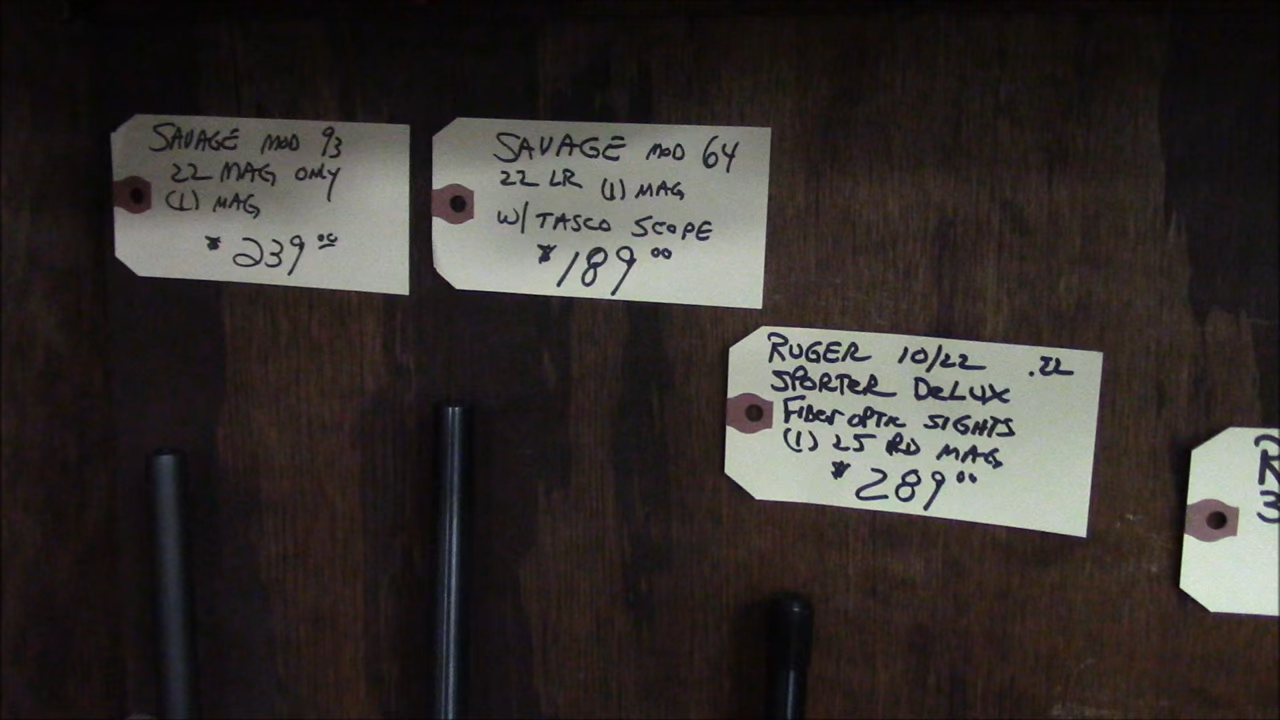 SAVAGE MOD 93
22 MAG ONLY
(1) MAG
$239.00
SAVAGE MOD 64
22 LR (1) MAG
W/ TASCO SCOPE
$189.00
RUGER 10/22 .22
SPORTER DELUX
FIBER OPTIC SIGHTS
(1) 25 RD MAG
$289.00